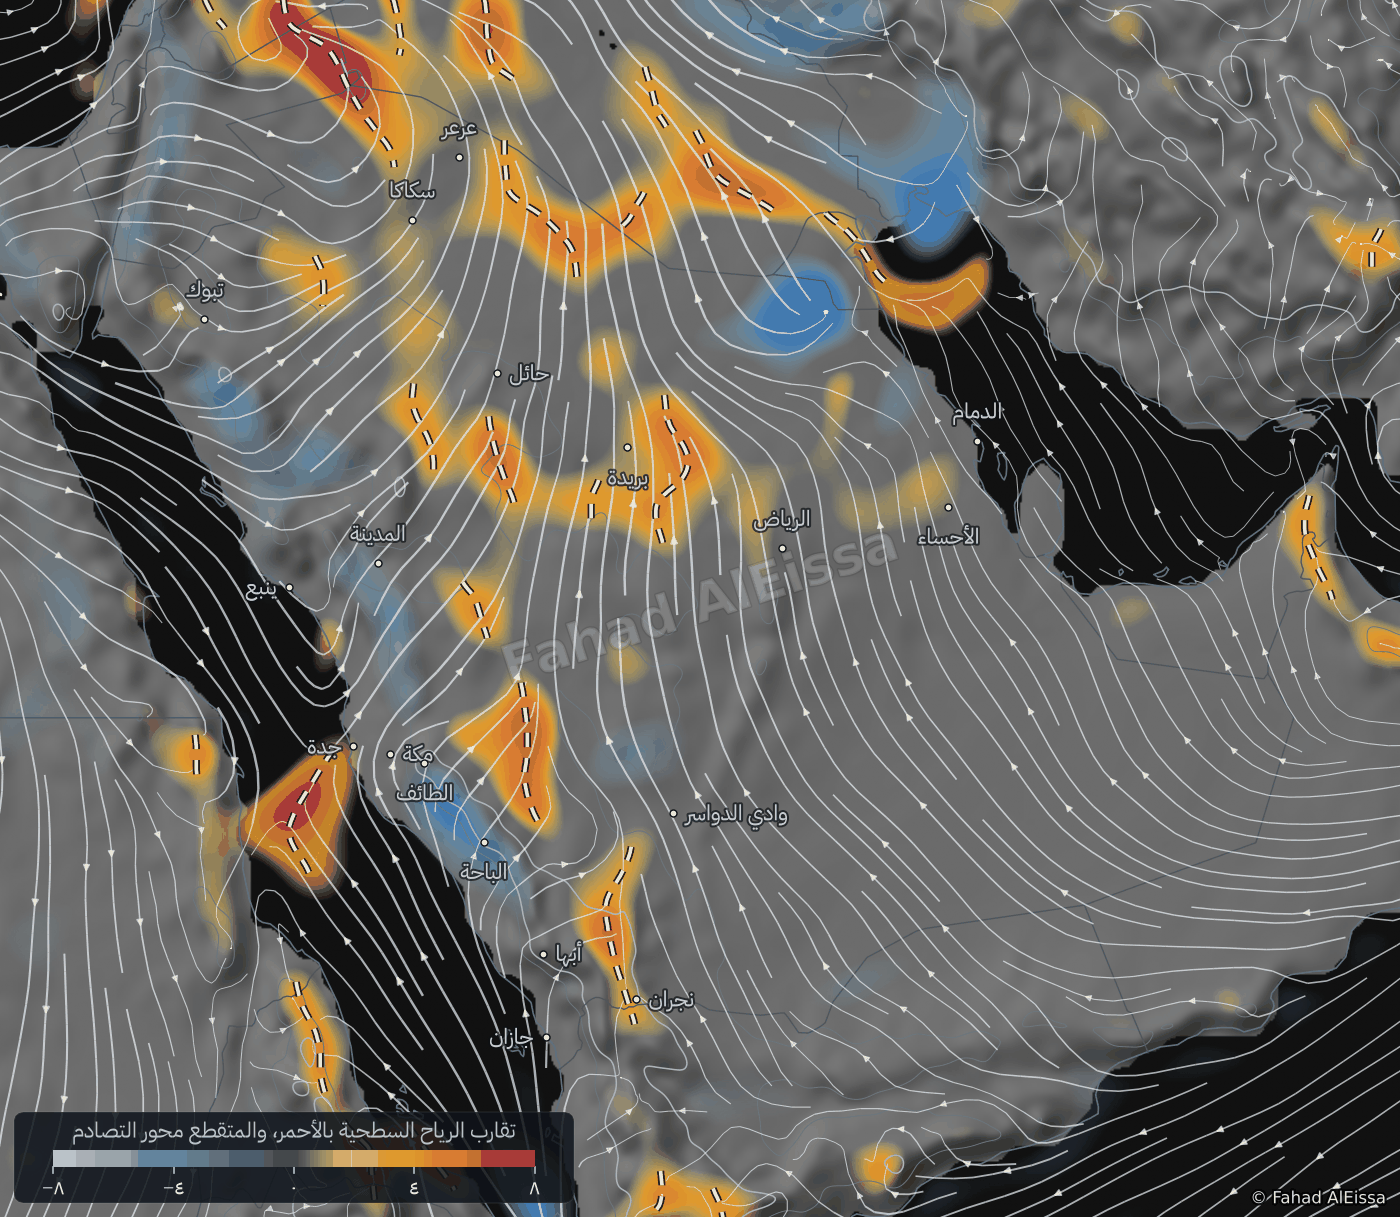 عرعر
سكاكا
تبوك
حائل
الدمام
بريدة
الرياض
الأحساء
المدينة
ينبع
Fahad AlEissa
جدة
مكة
الطائف
وادي الدواسر
الباحة
أبها
نجران
جازان
تقارب الرياح السطحية بالأحمر، والمتقطع محور التصادم
−٨ −٤ ٠ ٤ ٨
© Fahad AlEissa